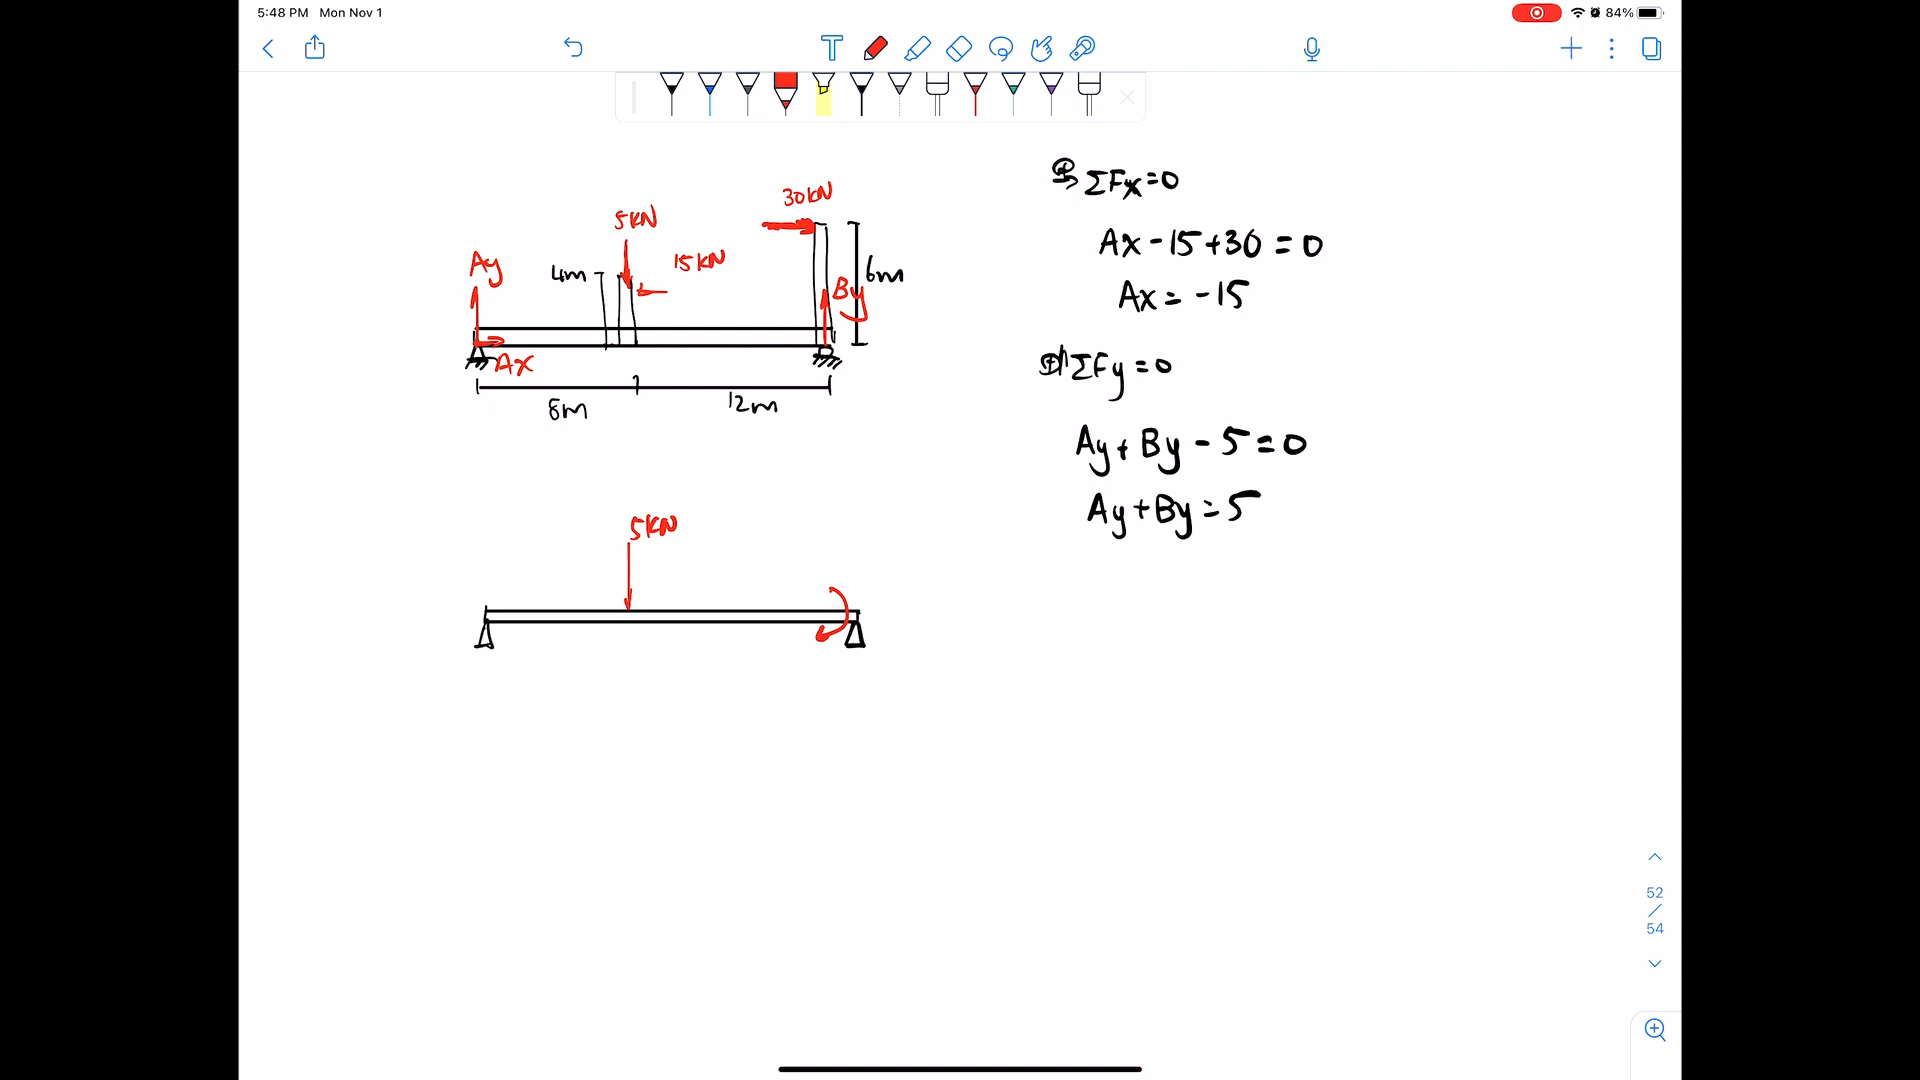 5:48 PM Mon Nov 1
84%
T
30kN
5kN
15kN
Ay
4m
By
6m
Ax
8m
12m
5kN
ΣFx=0
Ax-15+30=0
Ax=-15
ΣFy=0
Ay+By-5=0
Ay+By=5
52
/
54